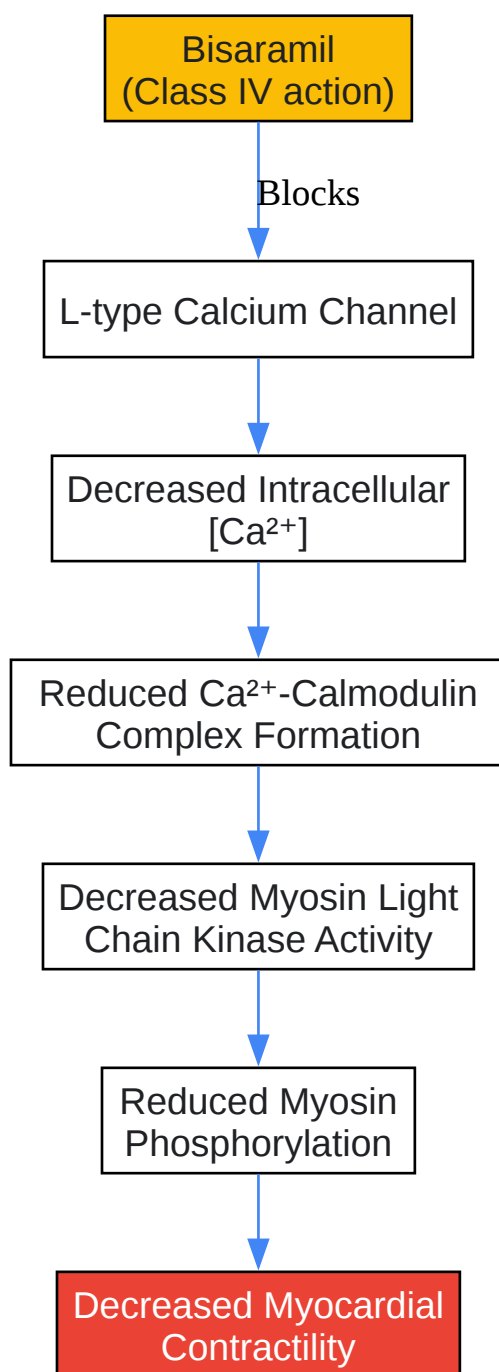 Bisaramil
(Class IV action)
Blocks
L-type Calcium Channel
Decreased Intracellular
[Ca²⁺]
Reduced Ca²⁺-Calmodulin
Complex Formation
Decreased Myosin Light
Chain Kinase Activity
Reduced Myosin
Phosphorylation
Decreased Myocardial
Contractility